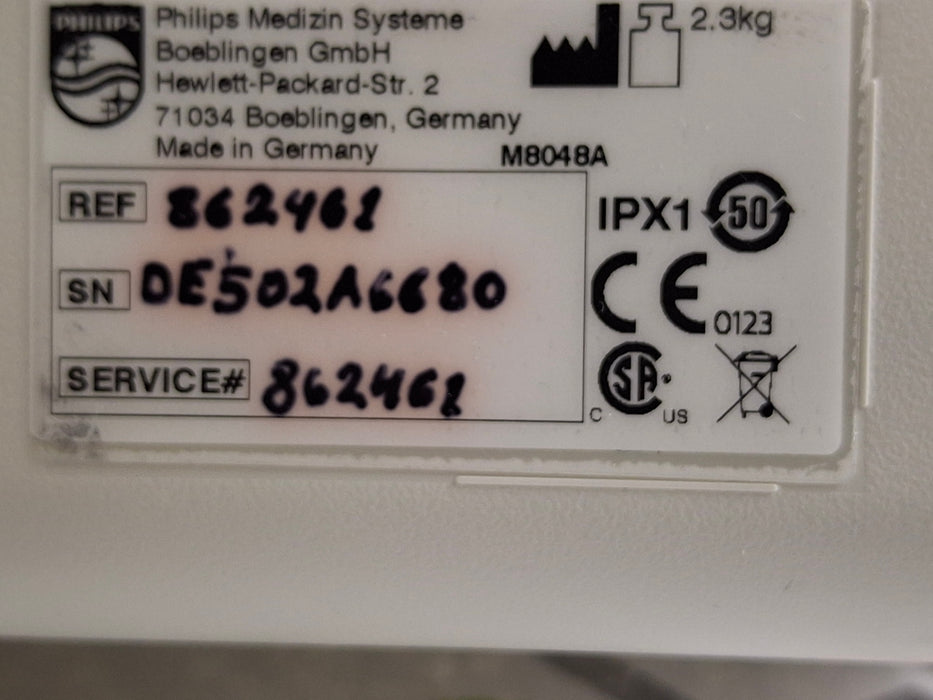 PHILIPS
Philips Medizin Systeme
Boeblingen GmbH
Hewlett-Packard-Str. 2
71034 Boeblingen, Germany
Made in Germany
2.3kg
M8048A
REF 862461
SN DE502A6680
SERVICE# 862461
IPX1 50
CE 0123
C SA US